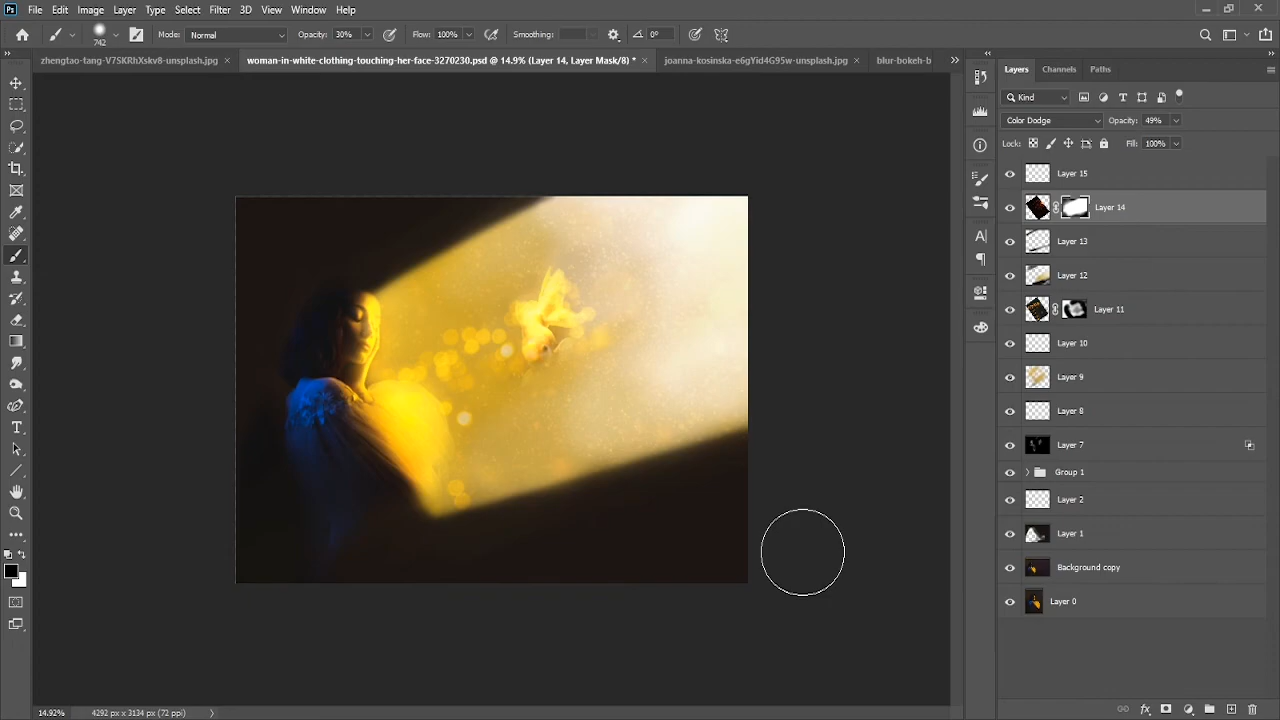 Ps File Edit Image Layer Type Select Filter 3D View Window Help
742 Mode: Normal Opacity: 30% Flow: 100% Smoothing: 0°
zhengtao-tang-V7SKRhXskv8-unsplash.jpg woman-in-white-clothing-touching-her-face-3270230.psd @ 14.9% (Layer 14, Layer Mask/8) * joanna-kosinska-e6gYid4G95w-unsplash.jpg blur-bokeh-b
Layers Channels Paths
Kind
Color Dodge Opacity: 49%
Lock: Fill: 100%
Layer 15
Layer 14
Layer 13
Layer 12
Layer 11
Layer 10
Layer 9
Layer 8
Layer 7
Group 1
Layer 2
Layer 1
Background copy
Layer 0
14.92% 4292 px x 3134 px (72 ppi)